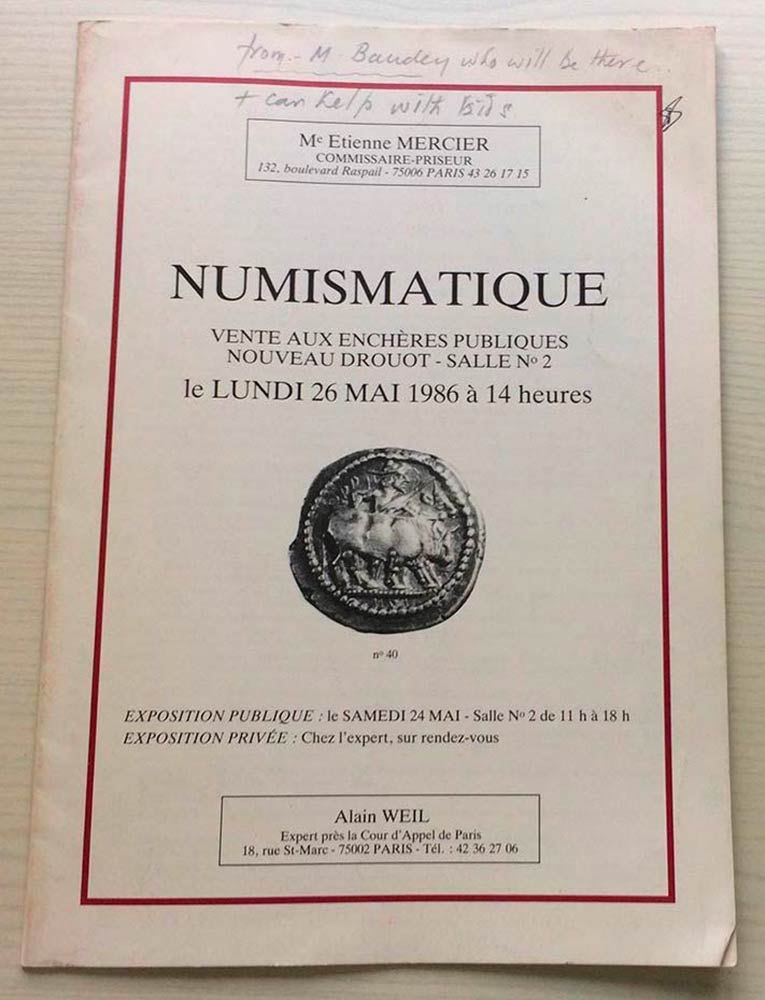 from - M. Baudey who will be there..
+ can help with Bids
Mᵉ Etienne MERCIER
COMMISSAIRE-PRISEUR
132, boulevard Raspail - 75006 PARIS 43 26 17 15
NUMISMATIQUE
VENTE AUX ENCHÈRES PUBLIQUES
NOUVEAU DROUOT - SALLE Nº 2
le LUNDI 26 MAI 1986 à 14 heures
nº 40
EXPOSITION PUBLIQUE : le SAMEDI 24 MAI - Salle Nº 2 de 11 h à 18 h
EXPOSITION PRIVÉE : Chez l'expert, sur rendez-vous
Alain WEIL
Expert près la Cour d'Appel de Paris
18, rue St-Marc - 75002 PARIS - Tél. : 42 36 27 06